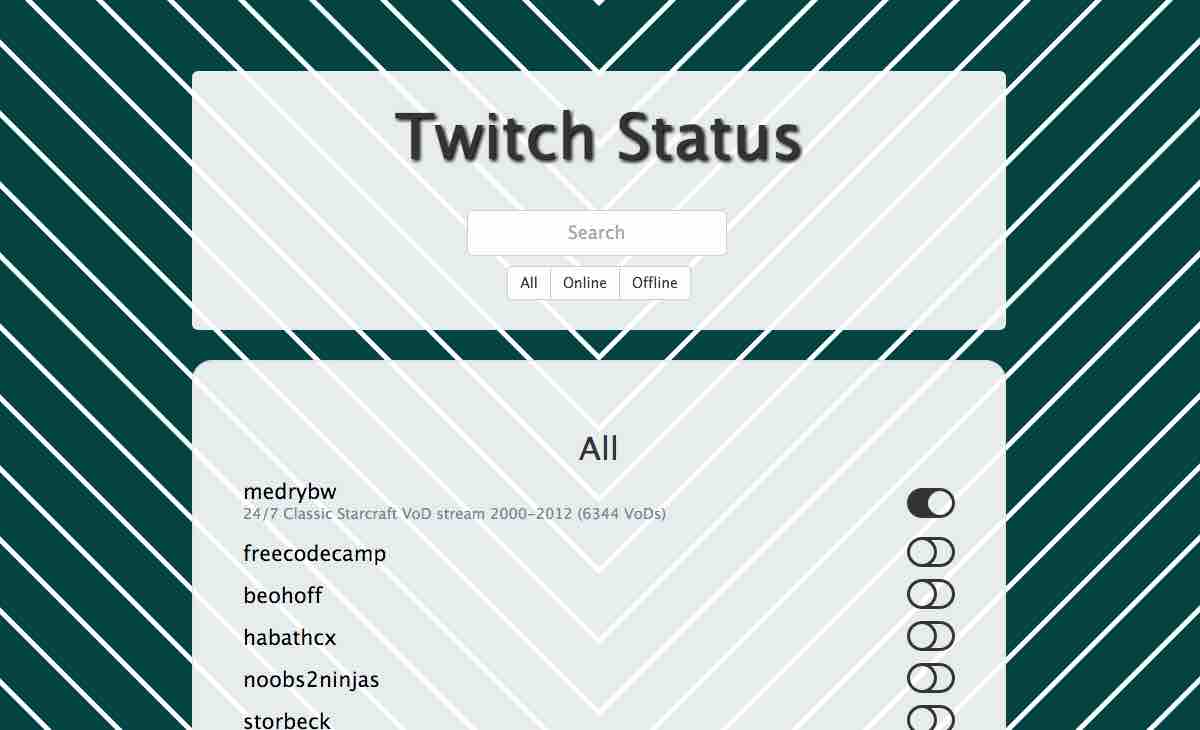 Twitch Status
Search
All Online Offline
All
medrybw
24/7 Classic Starcraft VoD stream 2000-2012 (6344 VoDs)
freecodecamp
beohoff
habathcx
noobs2ninjas
storbeck